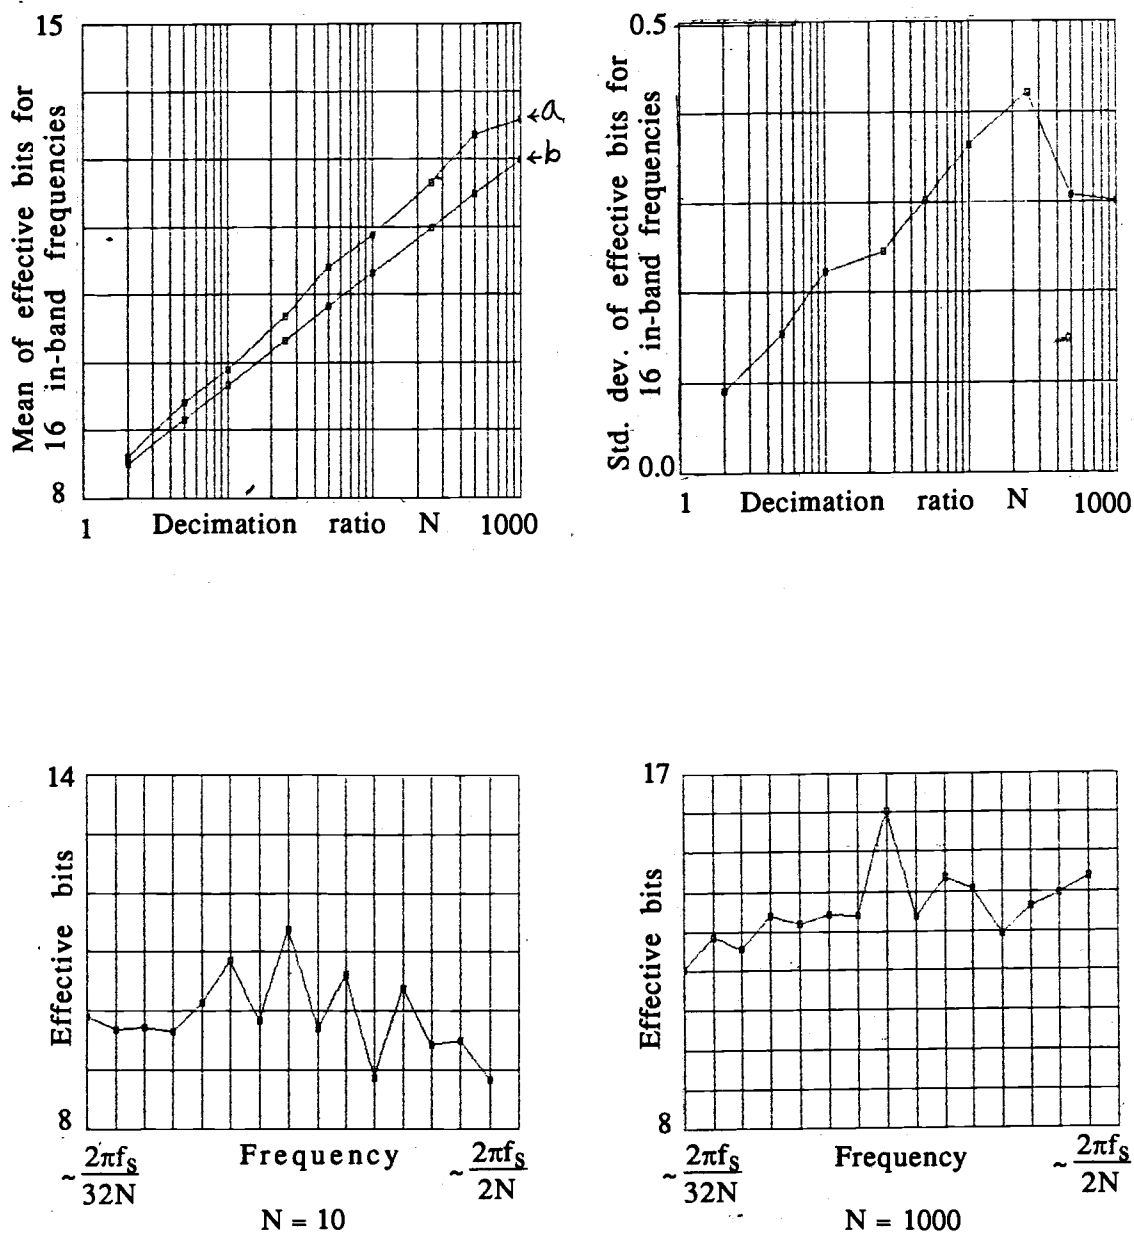 15
Mean of effective bits for
16 in-band frequencies
8
a
b
1 Decimation ratio N 1000
0.5
Std. dev. of effective bits for
16 in-band frequencies
0.0
1 Decimation ratio N 1000
14
Effective bits
8
~2πfs/32N Frequency ~2πfs/2N
N = 10
17
Effective bits
8
~2πfs/32N Frequency ~2πfs/2N
N = 1000